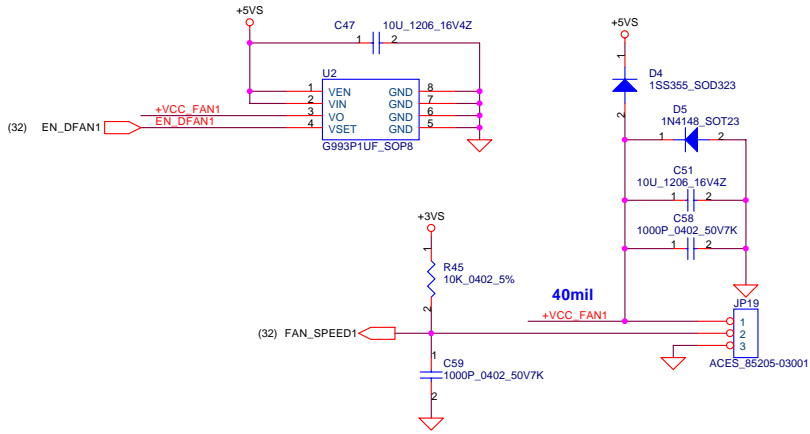 +5VS
C47 10U_1206_16V4Z
1 2
U2
1 VEN GND 8
2 VIN GND 7
+VCC_FAN1 3 VO GND 6
(32) EN_DFAN1 EN_DFAN1 4 VSET GND 5
G993P1UF_SOP8
+5VS
1
D4
1SS355_SOD323
2
D5
1N4148_SOT23
1 2
C51
10U_1206_16V4Z
1 2
C58
1000P_0402_50V7K
1 2
+3VS
1
R45
10K_0402_5%
2
40mil
+VCC_FAN1
JP19
1
2
3
ACES_85205-03001
(32) FAN_SPEED1
1
C59
1000P_0402_50V7K
2